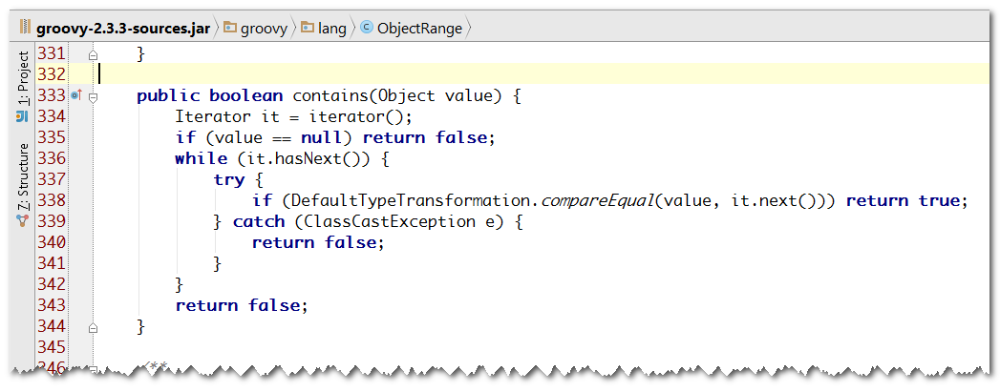 groovy-2.3.3-sources.jar groovy lang ObjectRange
1: Project
7: Structure
331 }
332
333 public boolean contains(Object value) {
334 Iterator it = iterator();
335 if (value == null) return false;
336 while (it.hasNext()) {
337 try {
338 if (DefaultTypeTransformation.compareEqual(value, it.next())) return true;
339 } catch (ClassCastException e) {
340 return false;
341 }
342 }
343 return false;
344 }
345
346 /**